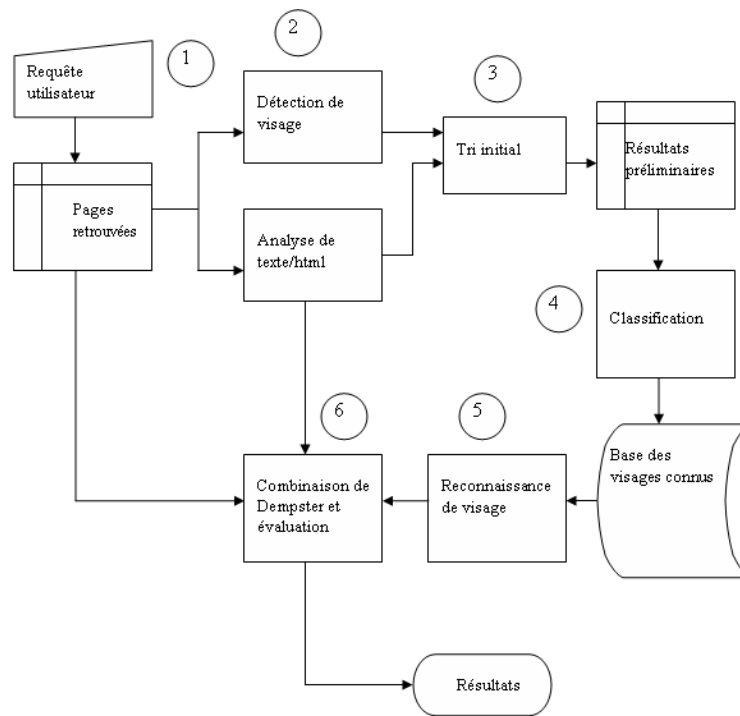 1
Requête
utilisateur
2
Détection de
visage
3
Tri initial
Résultats
préliminaires
Pages
retrouvées
Analyse de
texte/html
4
Classification
6
5
Combinaison de
Dempster et
évaluation
Reconnaissance
de visage
Base des
visages connus
Résultats